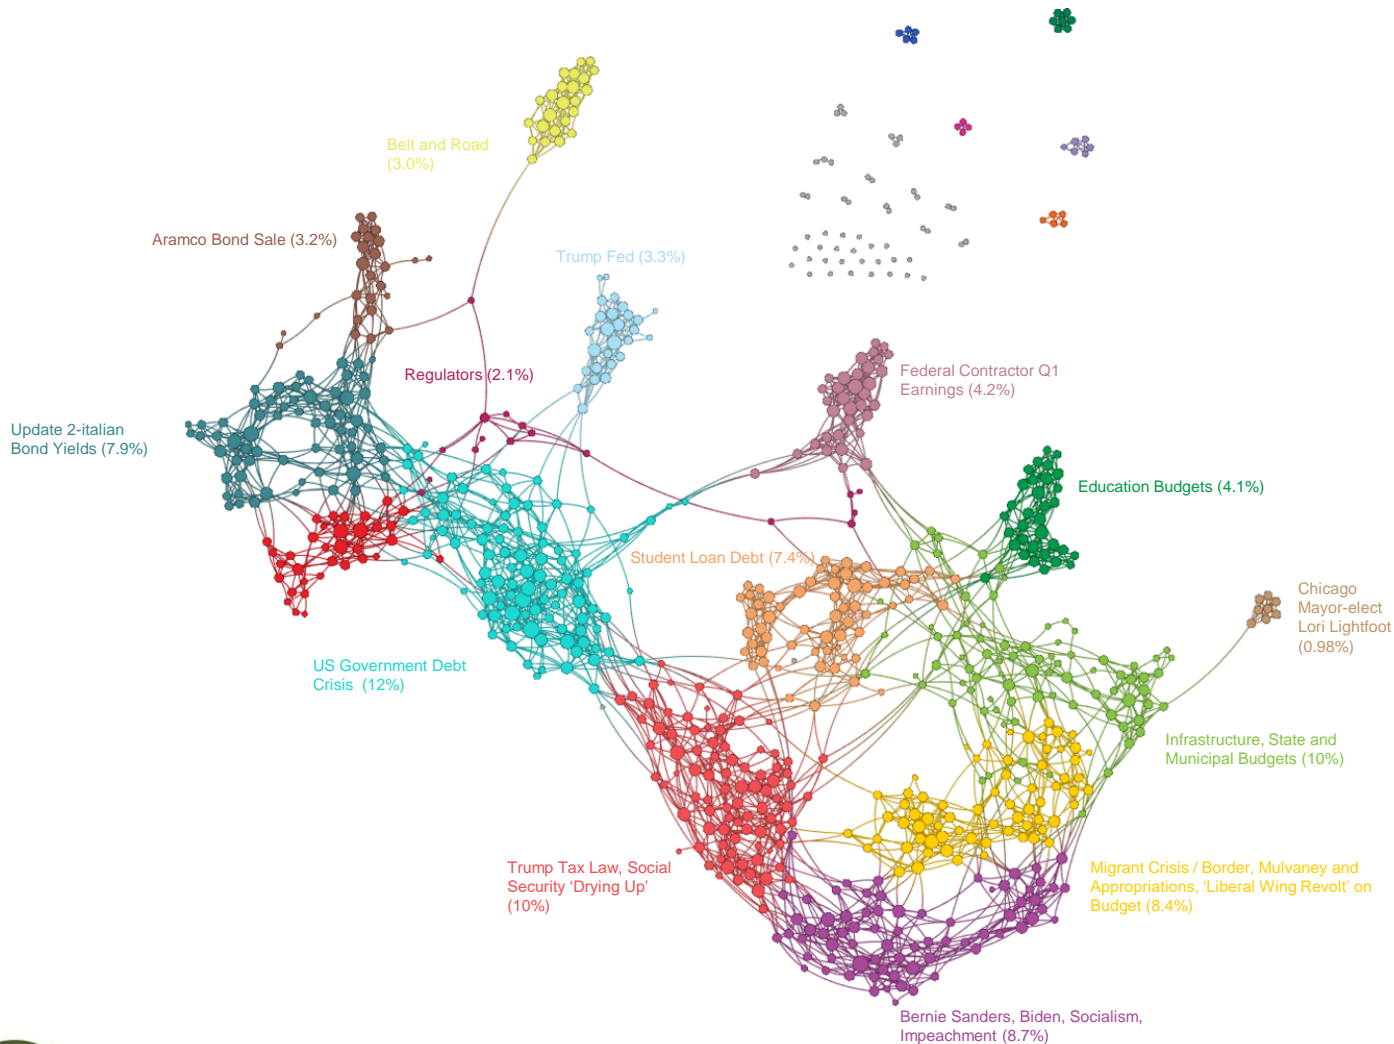 Belt and Road
(3.0%)
Aramco Bond Sale (3.2%)
Trump Fed (3.3%)
Regulators (2.1%)
Federal Contractor Q1
Earnings (4.2%)
Update 2-italian
Bond Yields (7.9%)
Education Budgets (4.1%)
Student Loan Debt (7.4%)
Chicago
Mayor-elect
Lori Lightfoot
(0.98%)
US Government Debt
Crisis (12%)
Infrastructure, State and
Municipal Budgets (10%)
Trump Tax Law, Social
Security ‘Drying Up’
(10%)
Migrant Crisis / Border, Mulvaney and
Appropriations, ‘Liberal Wing Revolt’ on
Budget (8.4%)
Bernie Sanders, Biden, Socialism,
Impeachment (8.7%)